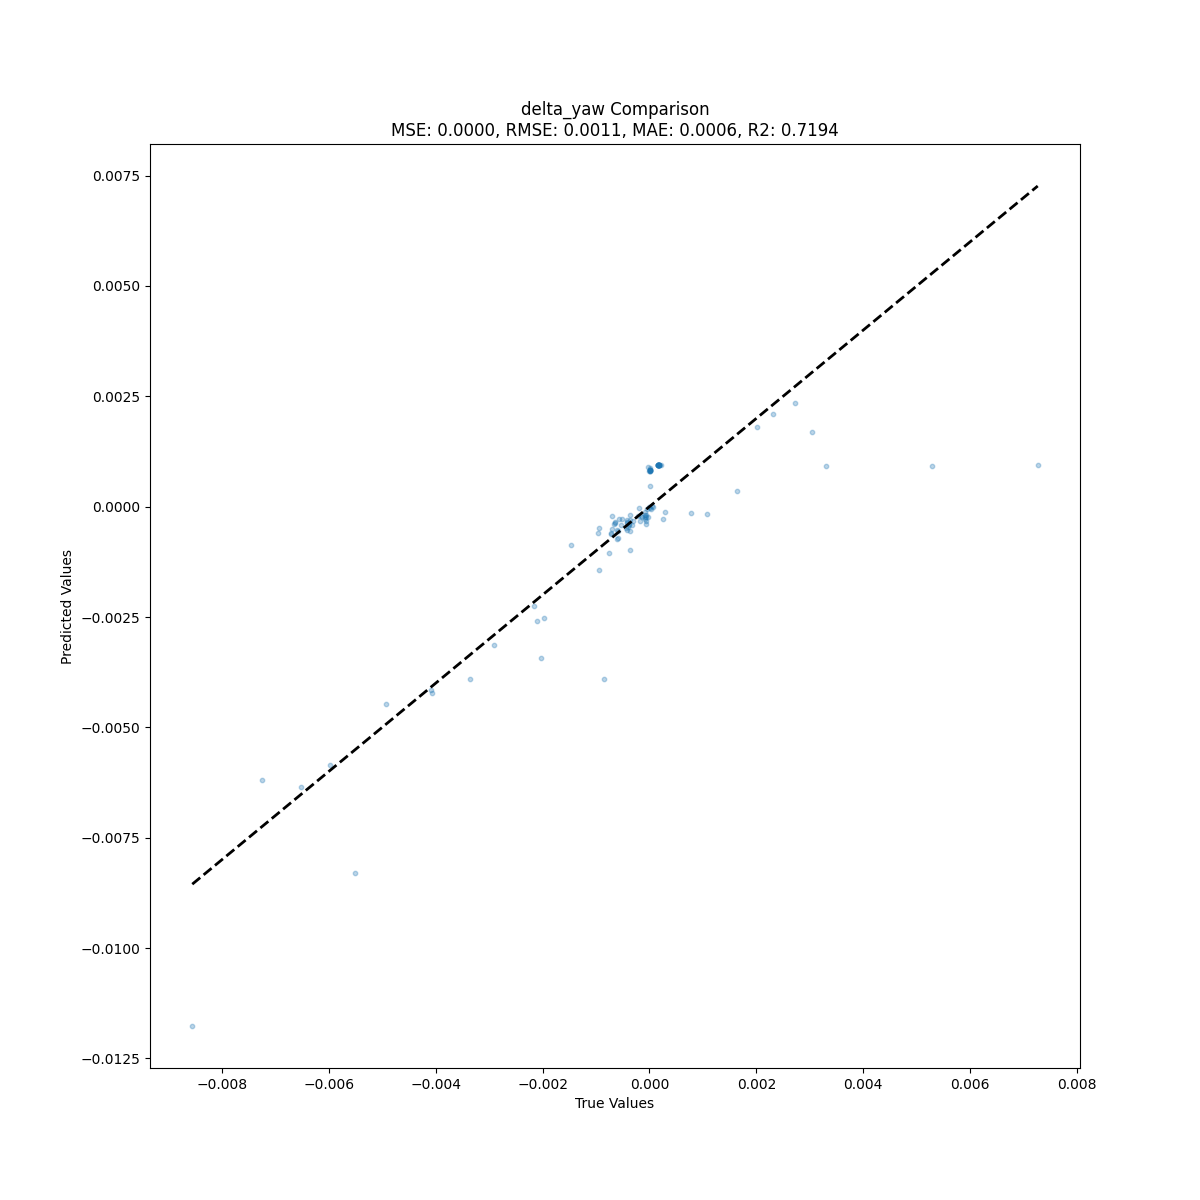 delta_yaw Comparison
MSE: 0.0000, RMSE: 0.0011, MAE: 0.0006, R2: 0.7194
0.0075
0.0050
0.0025
0.0000
−0.0025
−0.0050
−0.0075
−0.0100
−0.0125
Predicted Values
−0.008 −0.006 −0.004 −0.002 0.000 0.002 0.004 0.006 0.008
True Values